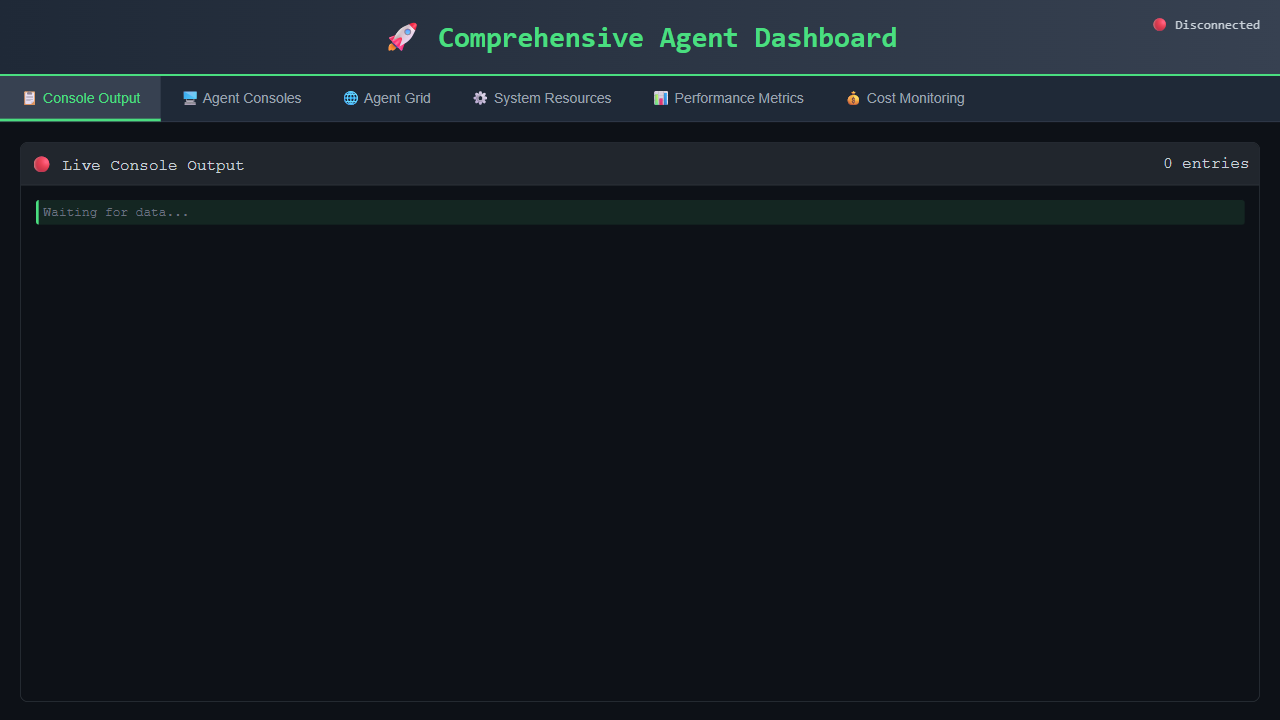 🚀 Comprehensive Agent Dashboard
🔴 Disconnected
📋 Console Output
🖥️ Agent Consoles
🌐 Agent Grid
⚙️ System Resources
📊 Performance Metrics
💰 Cost Monitoring
🔴 Live Console Output
0 entries
Waiting for data...